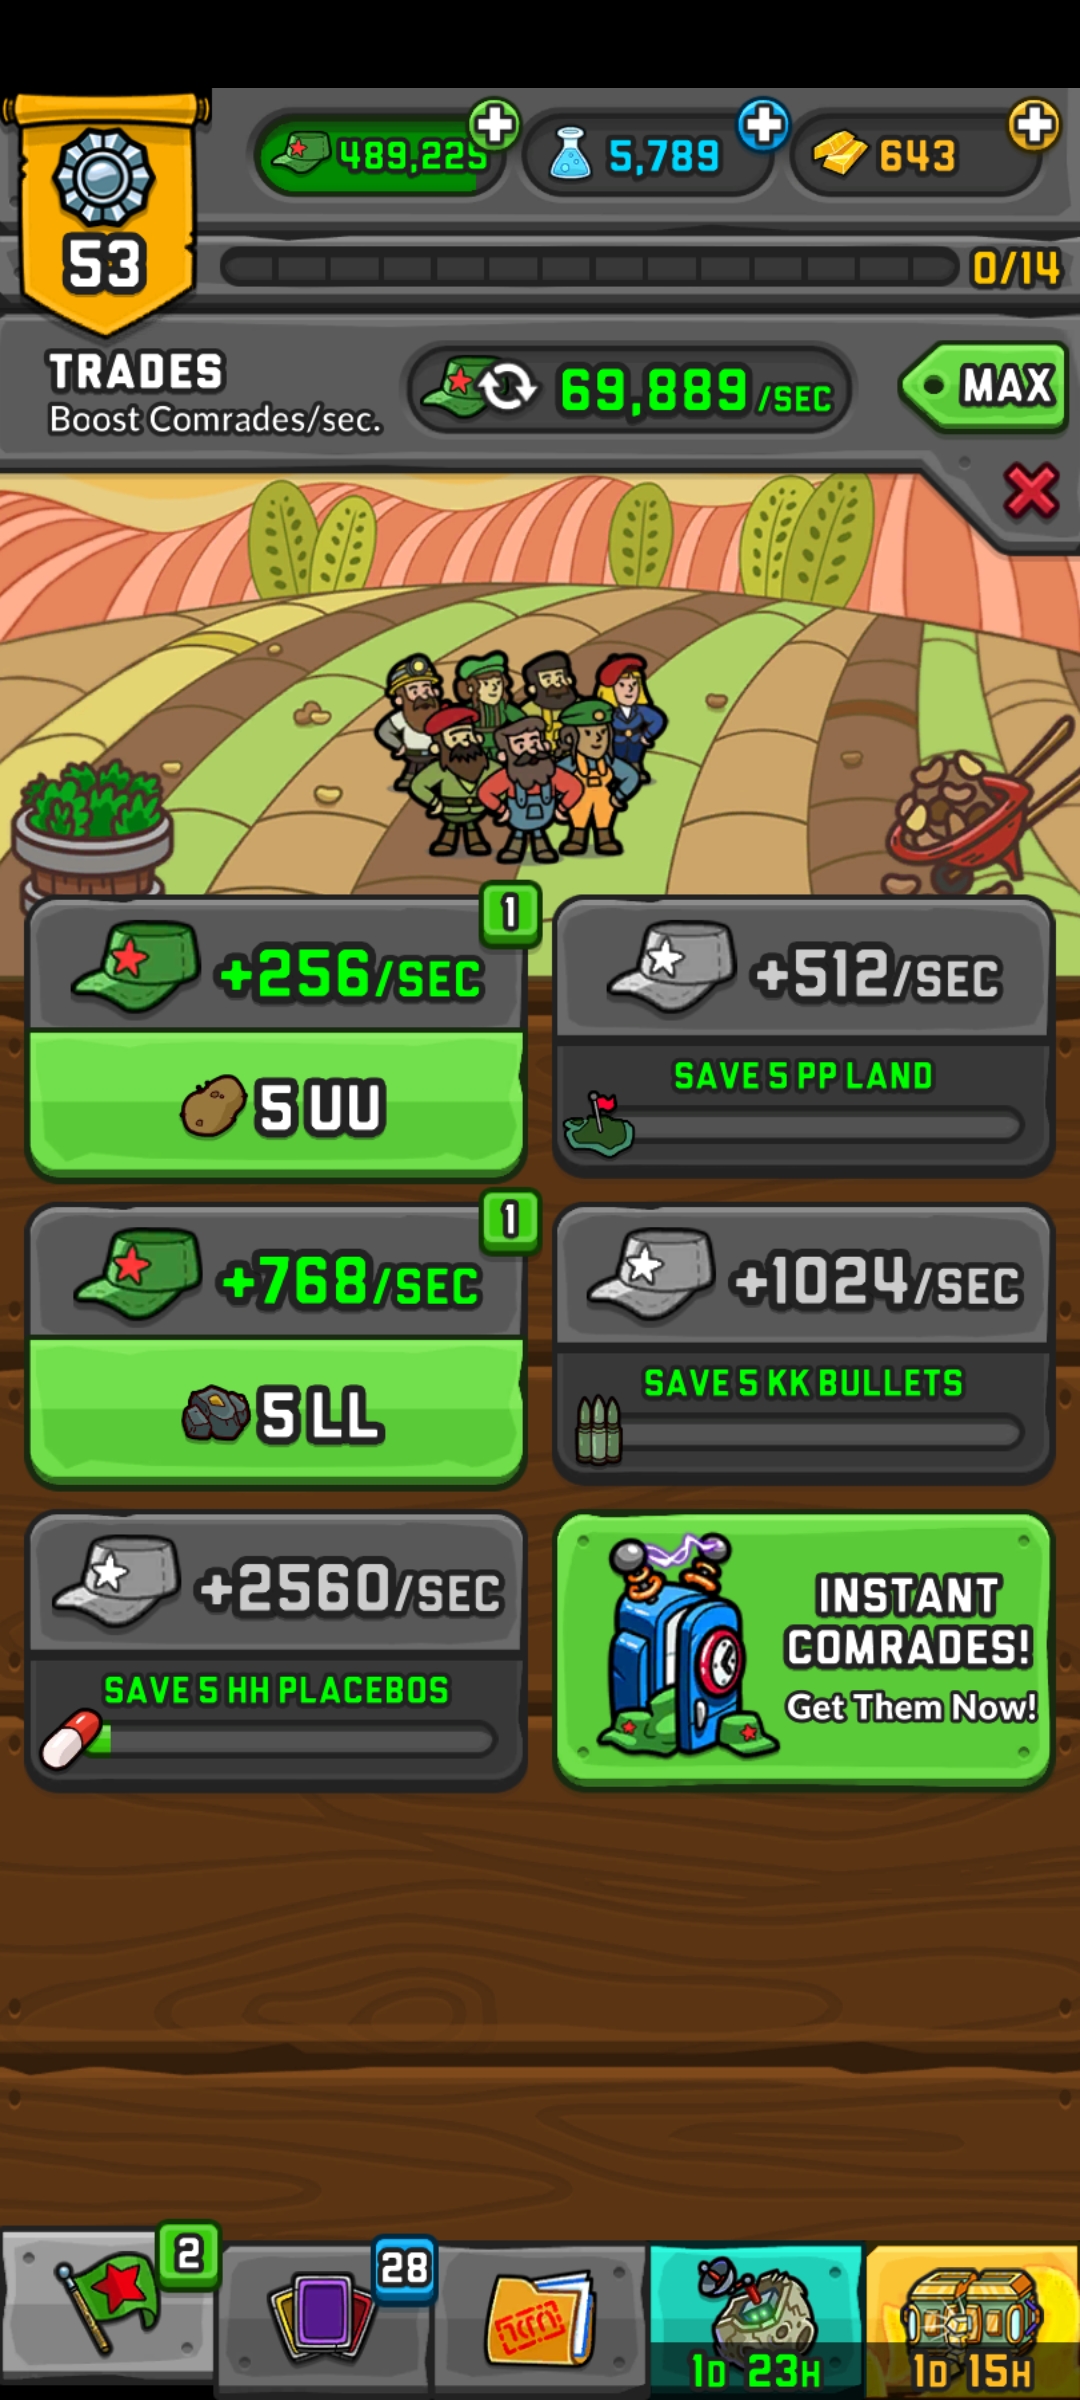 489,225
5,789
643
53
0/14
TRADES
Boost Comrades/sec.
69,889/SEC
MAX
1
+256/SEC
5 UU
+512/SEC
SAVE 5 PP LAND
1
+768/SEC
5 LL
+1024/SEC
SAVE 5 KK BULLETS
+2560/SEC
SAVE 5 HH PLACEBOS
INSTANT
COMRADES!
Get Them Now!
2
28
1D 23H
1D 15H